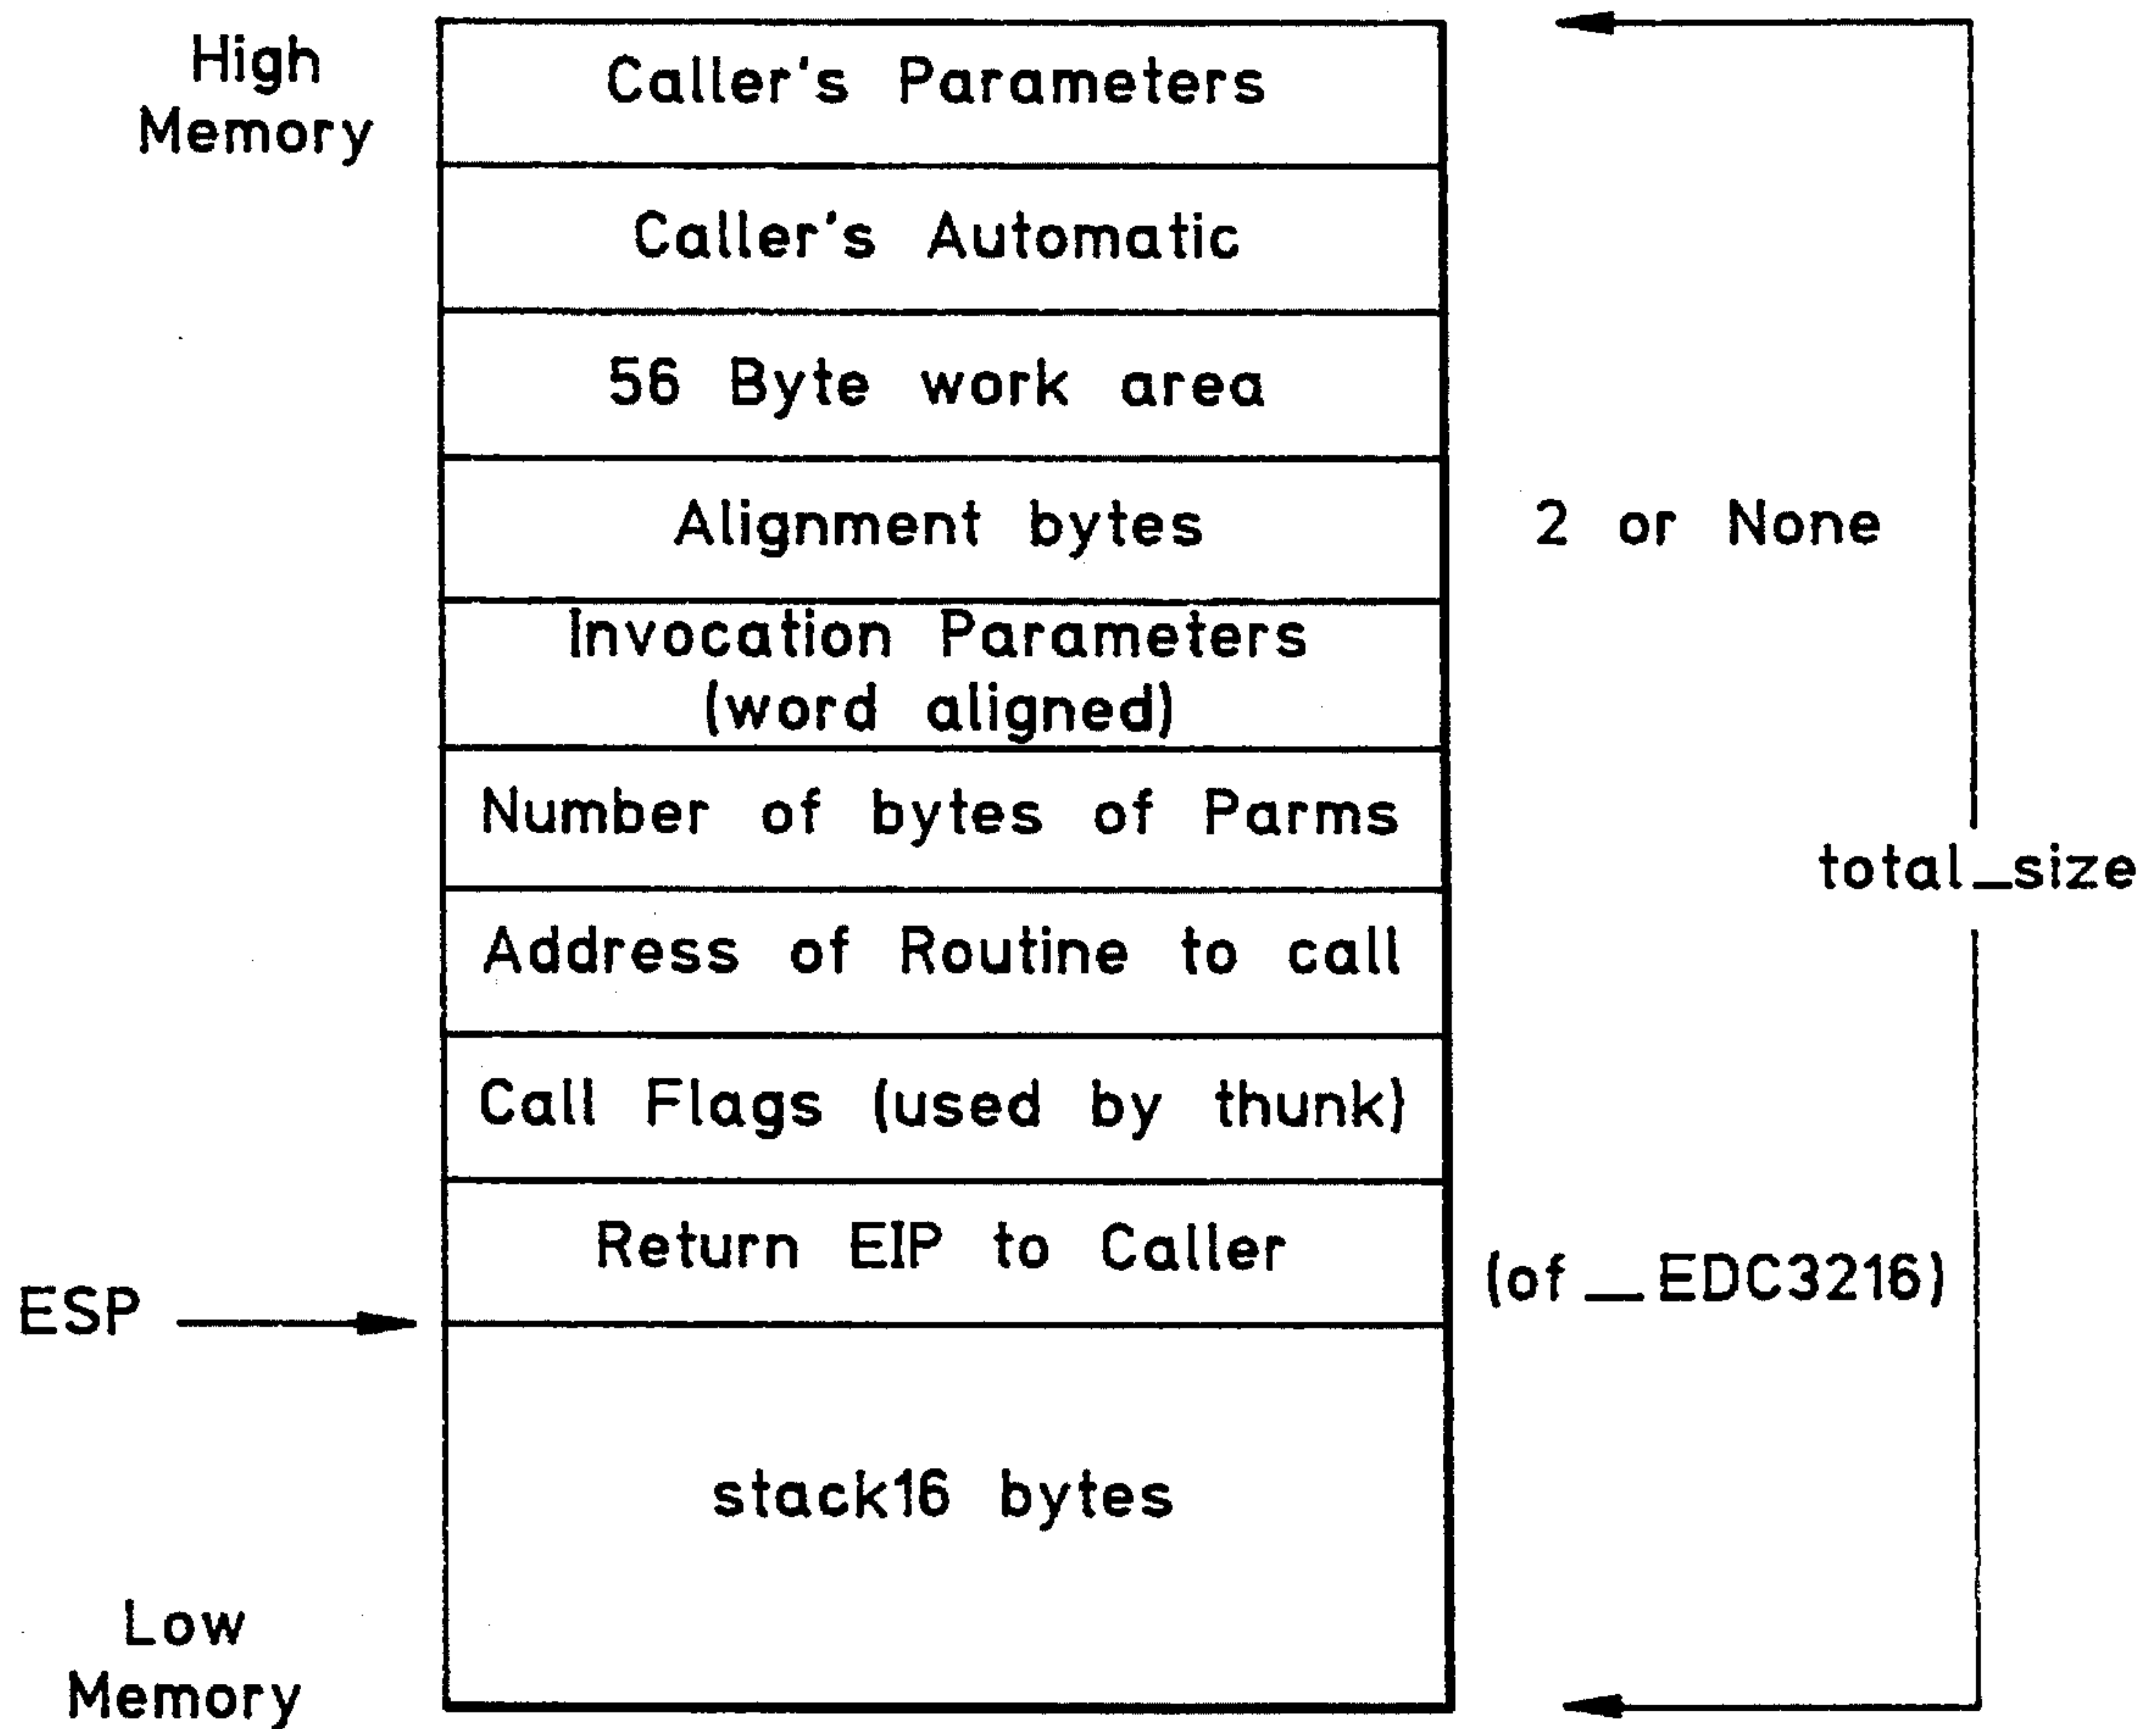 High
Memory
Caller's Parameters
Caller's Automatic
56 Byte work area
Alignment bytes
2 or None
Invocation Parameters
(word aligned)
Number of bytes of Parms
total_size
Address of Routine to call
Call Flags (used by thunk)
Return EIP to Caller
(of _EDC3216)
ESP
stack16 bytes
Low
Memory